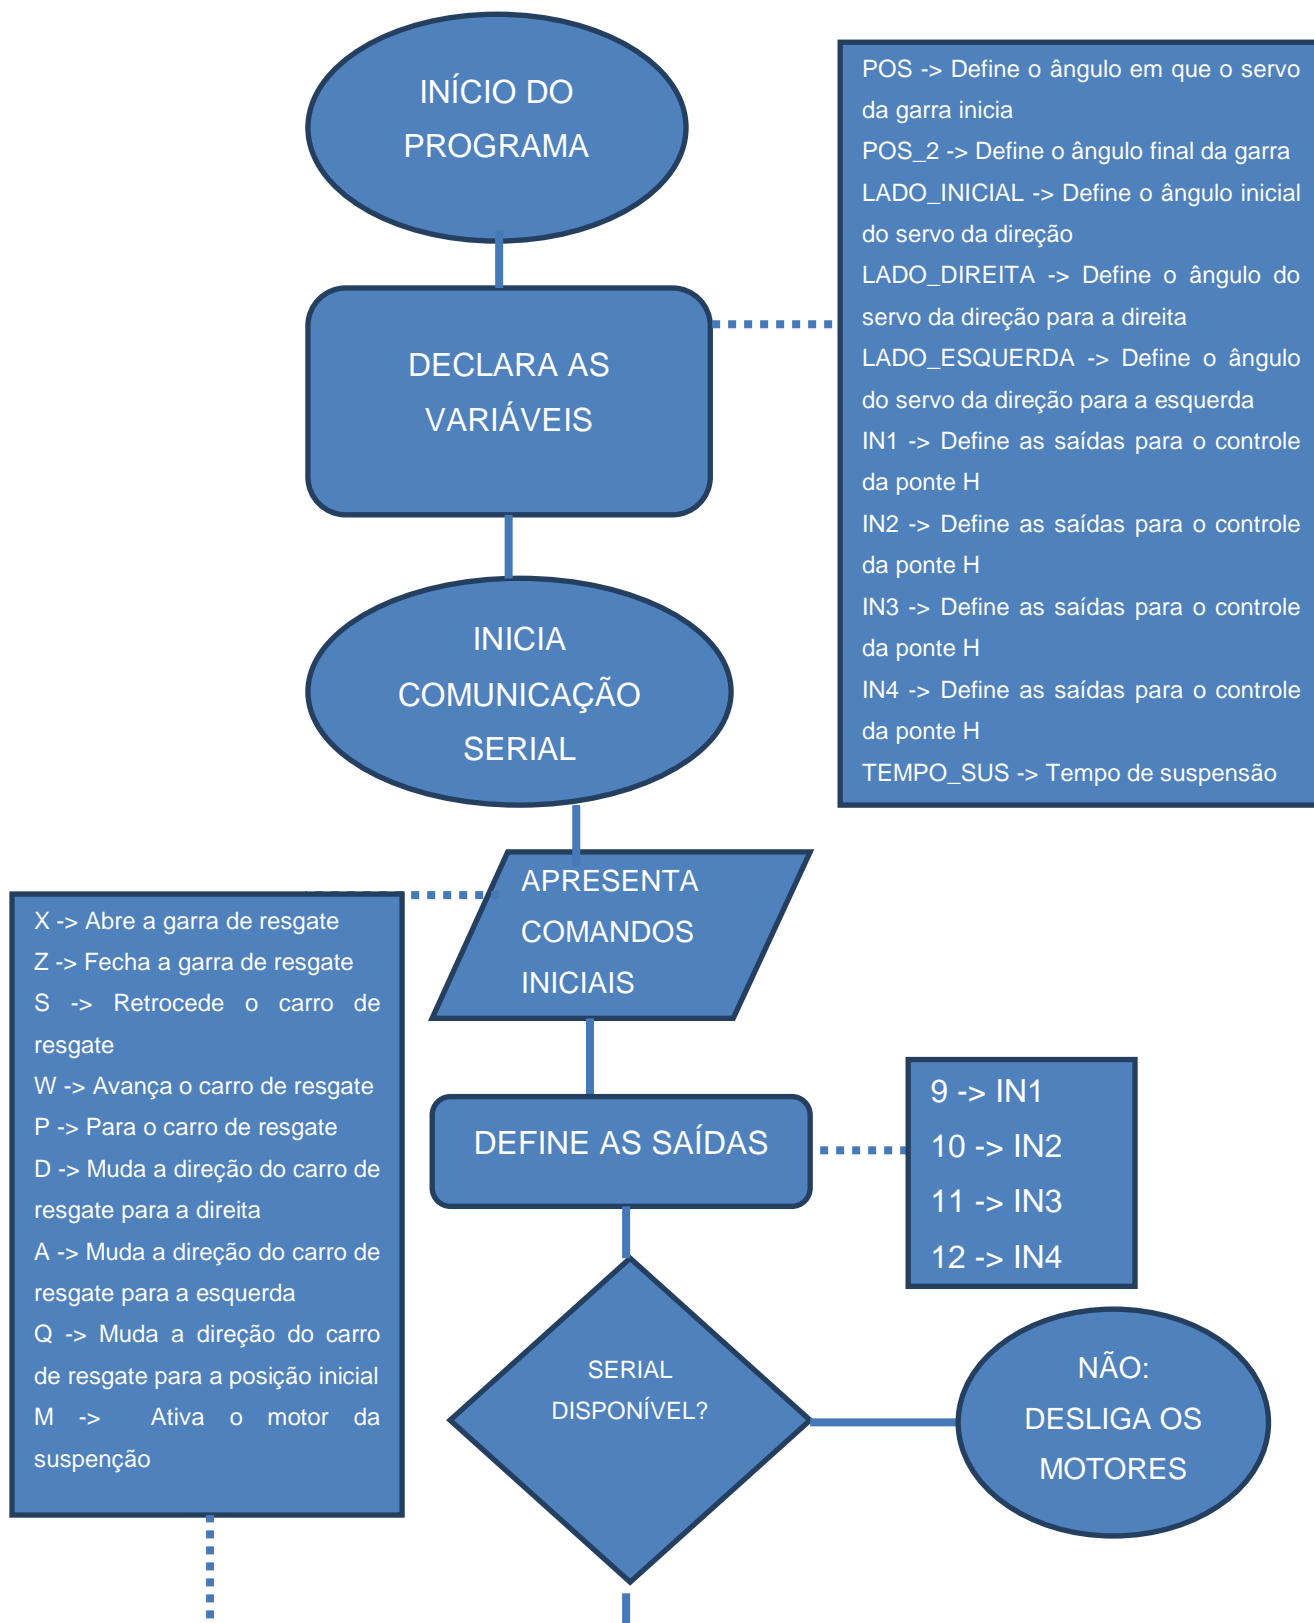 INÍCIO DO
PROGRAMA
POS -> Define o ângulo em que o servo
da garra inicia
POS_2 -> Define o ângulo final da garra
LADO_INICIAL -> Define o ângulo inicial
do servo da direção
LADO_DIREITA -> Define o ângulo do
servo da direção para a direita
LADO_ESQUERDA -> Define o ângulo
do servo da direção para a esquerda
IN1 -> Define as saídas para o controle
da ponte H
IN2 -> Define as saídas para o controle
da ponte H
IN3 -> Define as saídas para o controle
da ponte H
IN4 -> Define as saídas para o controle
da ponte H
TEMPO_SUS -> Tempo de suspensão
DECLARA AS
VARIÁVEIS
INICIA
COMUNICAÇÃO
SERIAL
APRESENTA
COMANDOS
INICIAIS
X -> Abre a garra de resgate
Z -> Fecha a garra de resgate
S -> Retrocede o carro de
resgate
W -> Avança o carro de resgate
P -> Para o carro de resgate
D -> Muda a direção do carro de
resgate para a direita
A -> Muda a direção do carro de
resgate para a esquerda
Q -> Muda a direção do carro
de resgate para a posição inicial
M -> Ativa o motor da
suspenção
DEFINE AS SAÍDAS
9 -> IN1
10 -> IN2
11 -> IN3
12 -> IN4
SERIAL
DISPONÍVEL?
NÃO:
DESLIGA OS
MOTORES